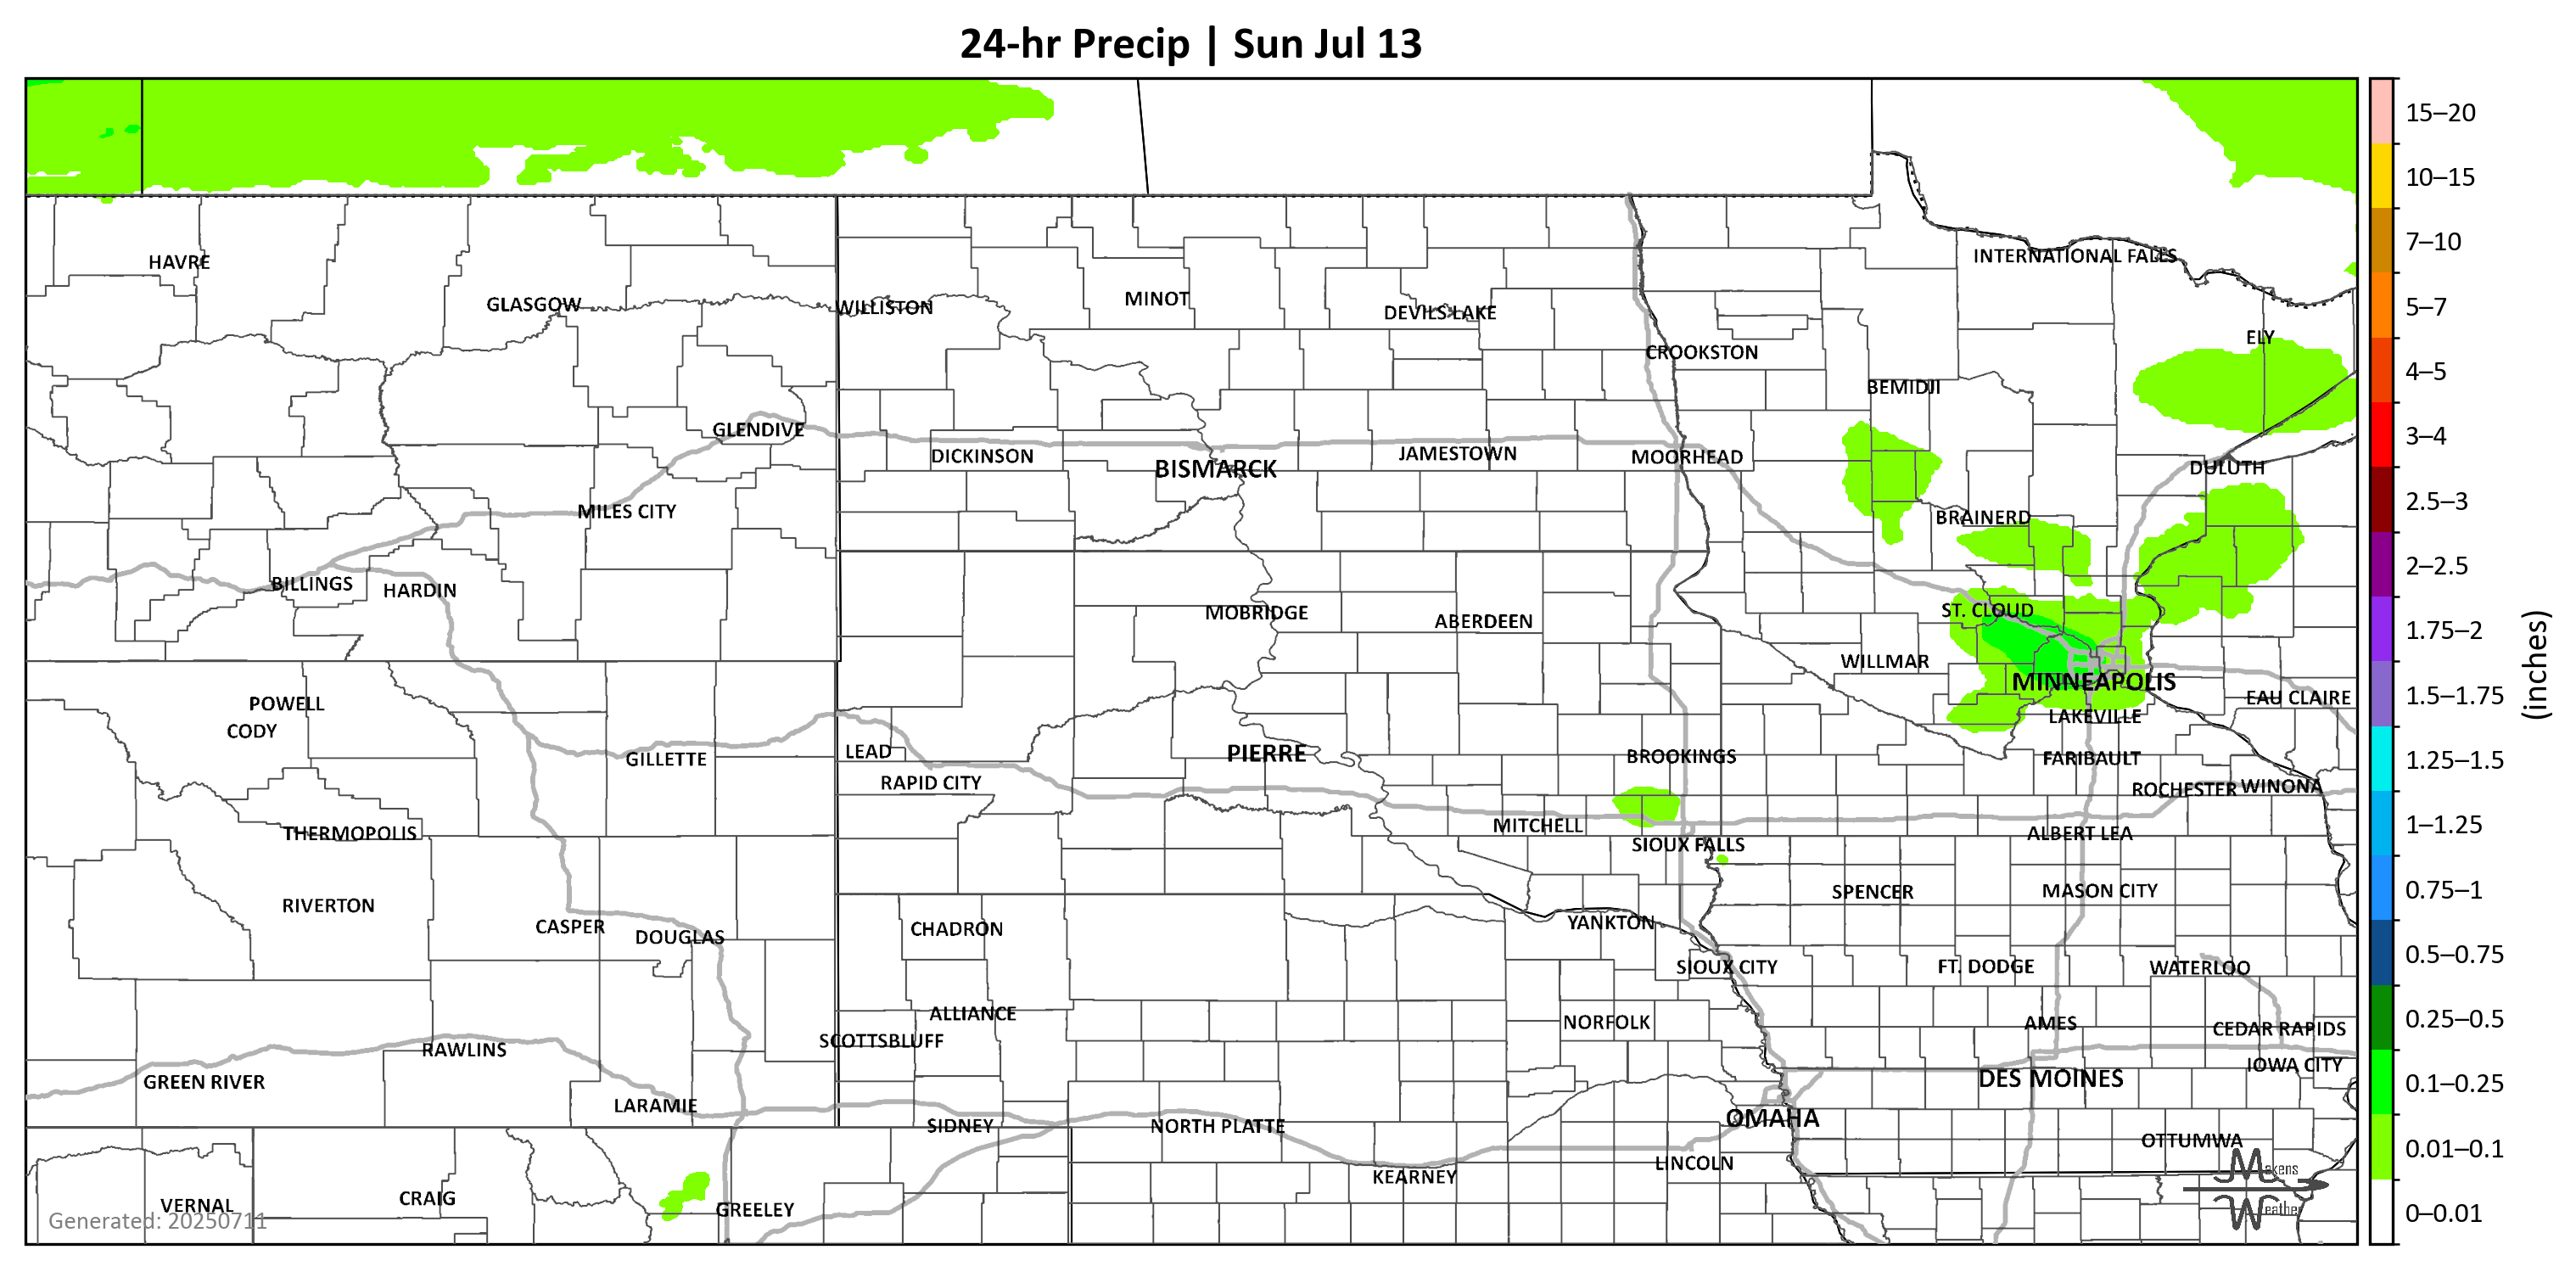 24-hr Precip | Sun Jul 13
15–20
10–15
7–10
5–7
4–5
3–4
2.5–3
2–2.5
1.75–2
1.5–1.75
1.25–1.5
1–1.25
0.75–1
0.5–0.75
0.25–0.5
0.1–0.25
0.01–0.1
0–0.01
(inches)
HAVRE
INTERNATIONAL FALLS
GLASGOW
WILLISTON
MINOT
DEVILS LAKE
ELY
CROOKSTON
BEMIDJI
GLENDIVE
DICKINSON
BISMARCK
JAMESTOWN
MOORHEAD
DULUTH
MILES CITY
BRAINERD
BILLINGS
HARDIN
MOBRIDGE
ABERDEEN
ST. CLOUD
WILLMAR
MINNEAPOLIS
EAU CLAIRE
POWELL
CODY
LAKEVILLE
GILLETTE
LEAD
PIERRE
BROOKINGS
FARIBAULT
RAPID CITY
ROCHESTER
WINONA
THERMOPOLIS
MITCHELL
ALBERT LEA
SIOUX FALLS
RIVERTON
SPENCER
MASON CITY
CASPER
DOUGLAS
CHADRON
YANKTON
SIOUX CITY
FT. DODGE
WATERLOO
ALLIANCE
NORFOLK
AMES
CEDAR RAPIDS
SCOTTSBLUFF
RAWLINS
IOWA CITY
GREEN RIVER
DES MOINES
LARAMIE
SIDNEY
NORTH PLATTE
OMAHA
OTTUMWA
LINCOLN
KEARNEY
VERNAL
CRAIG
GREELEY
Generated: 20250711
Makens
Weather